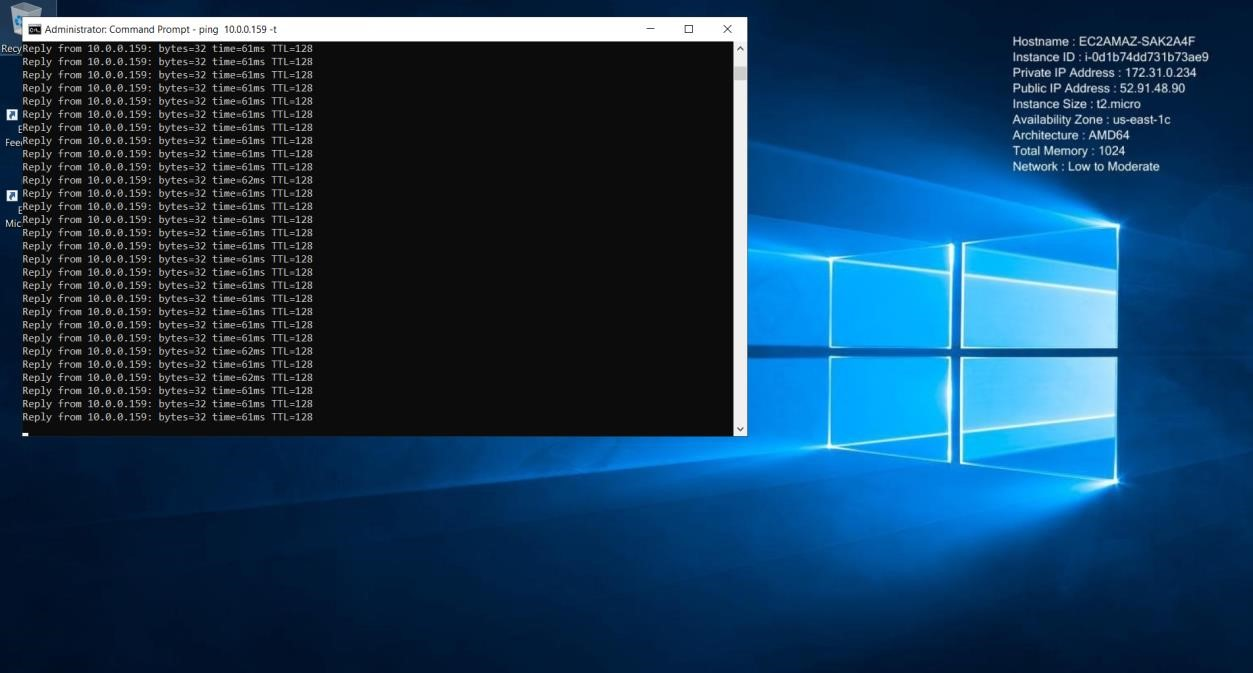 Administrator: Command Prompt - ping 10.0.0.159 -t
Recy
Reply from 10.0.0.159: bytes=32 time=61ms TTL=128
Reply from 10.0.0.159: bytes=32 time=61ms TTL=128
Reply from 10.0.0.159: bytes=32 time=61ms TTL=128
Reply from 10.0.0.159: bytes=32 time=61ms TTL=128
Reply from 10.0.0.159: bytes=32 time=61ms TTL=128
Reply from 10.0.0.159: bytes=32 time=61ms TTL=128
Reply from 10.0.0.159: bytes=32 time=61ms TTL=128
Reply from 10.0.0.159: bytes=32 time=61ms TTL=128
Reply from 10.0.0.159: bytes=32 time=61ms TTL=128
Reply from 10.0.0.159: bytes=32 time=61ms TTL=128
Reply from 10.0.0.159: bytes=32 time=62ms TTL=128
Reply from 10.0.0.159: bytes=32 time=61ms TTL=128
Reply from 10.0.0.159: bytes=32 time=61ms TTL=128
Reply from 10.0.0.159: bytes=32 time=61ms TTL=128
Reply from 10.0.0.159: bytes=32 time=61ms TTL=128
Reply from 10.0.0.159: bytes=32 time=61ms TTL=128
Reply from 10.0.0.159: bytes=32 time=61ms TTL=128
Reply from 10.0.0.159: bytes=32 time=61ms TTL=128
Reply from 10.0.0.159: bytes=32 time=61ms TTL=128
Reply from 10.0.0.159: bytes=32 time=61ms TTL=128
Reply from 10.0.0.159: bytes=32 time=61ms TTL=128
Reply from 10.0.0.159: bytes=32 time=61ms TTL=128
Reply from 10.0.0.159: bytes=32 time=61ms TTL=128
Reply from 10.0.0.159: bytes=32 time=62ms TTL=128
Reply from 10.0.0.159: bytes=32 time=61ms TTL=128
Reply from 10.0.0.159: bytes=32 time=62ms TTL=128
Reply from 10.0.0.159: bytes=32 time=61ms TTL=128
Reply from 10.0.0.159: bytes=32 time=61ms TTL=128
Reply from 10.0.0.159: bytes=32 time=61ms TTL=128
E
Fee
E
Mic
Hostname : EC2AMAZ-SAK2A4F
Instance ID : i-0d1b74dd731b73ae9
Private IP Address : 172.31.0.234
Public IP Address : 52.91.48.90
Instance Size : t2.micro
Availability Zone : us-east-1c
Architecture : AMD64
Total Memory : 1024
Network : Low to Moderate